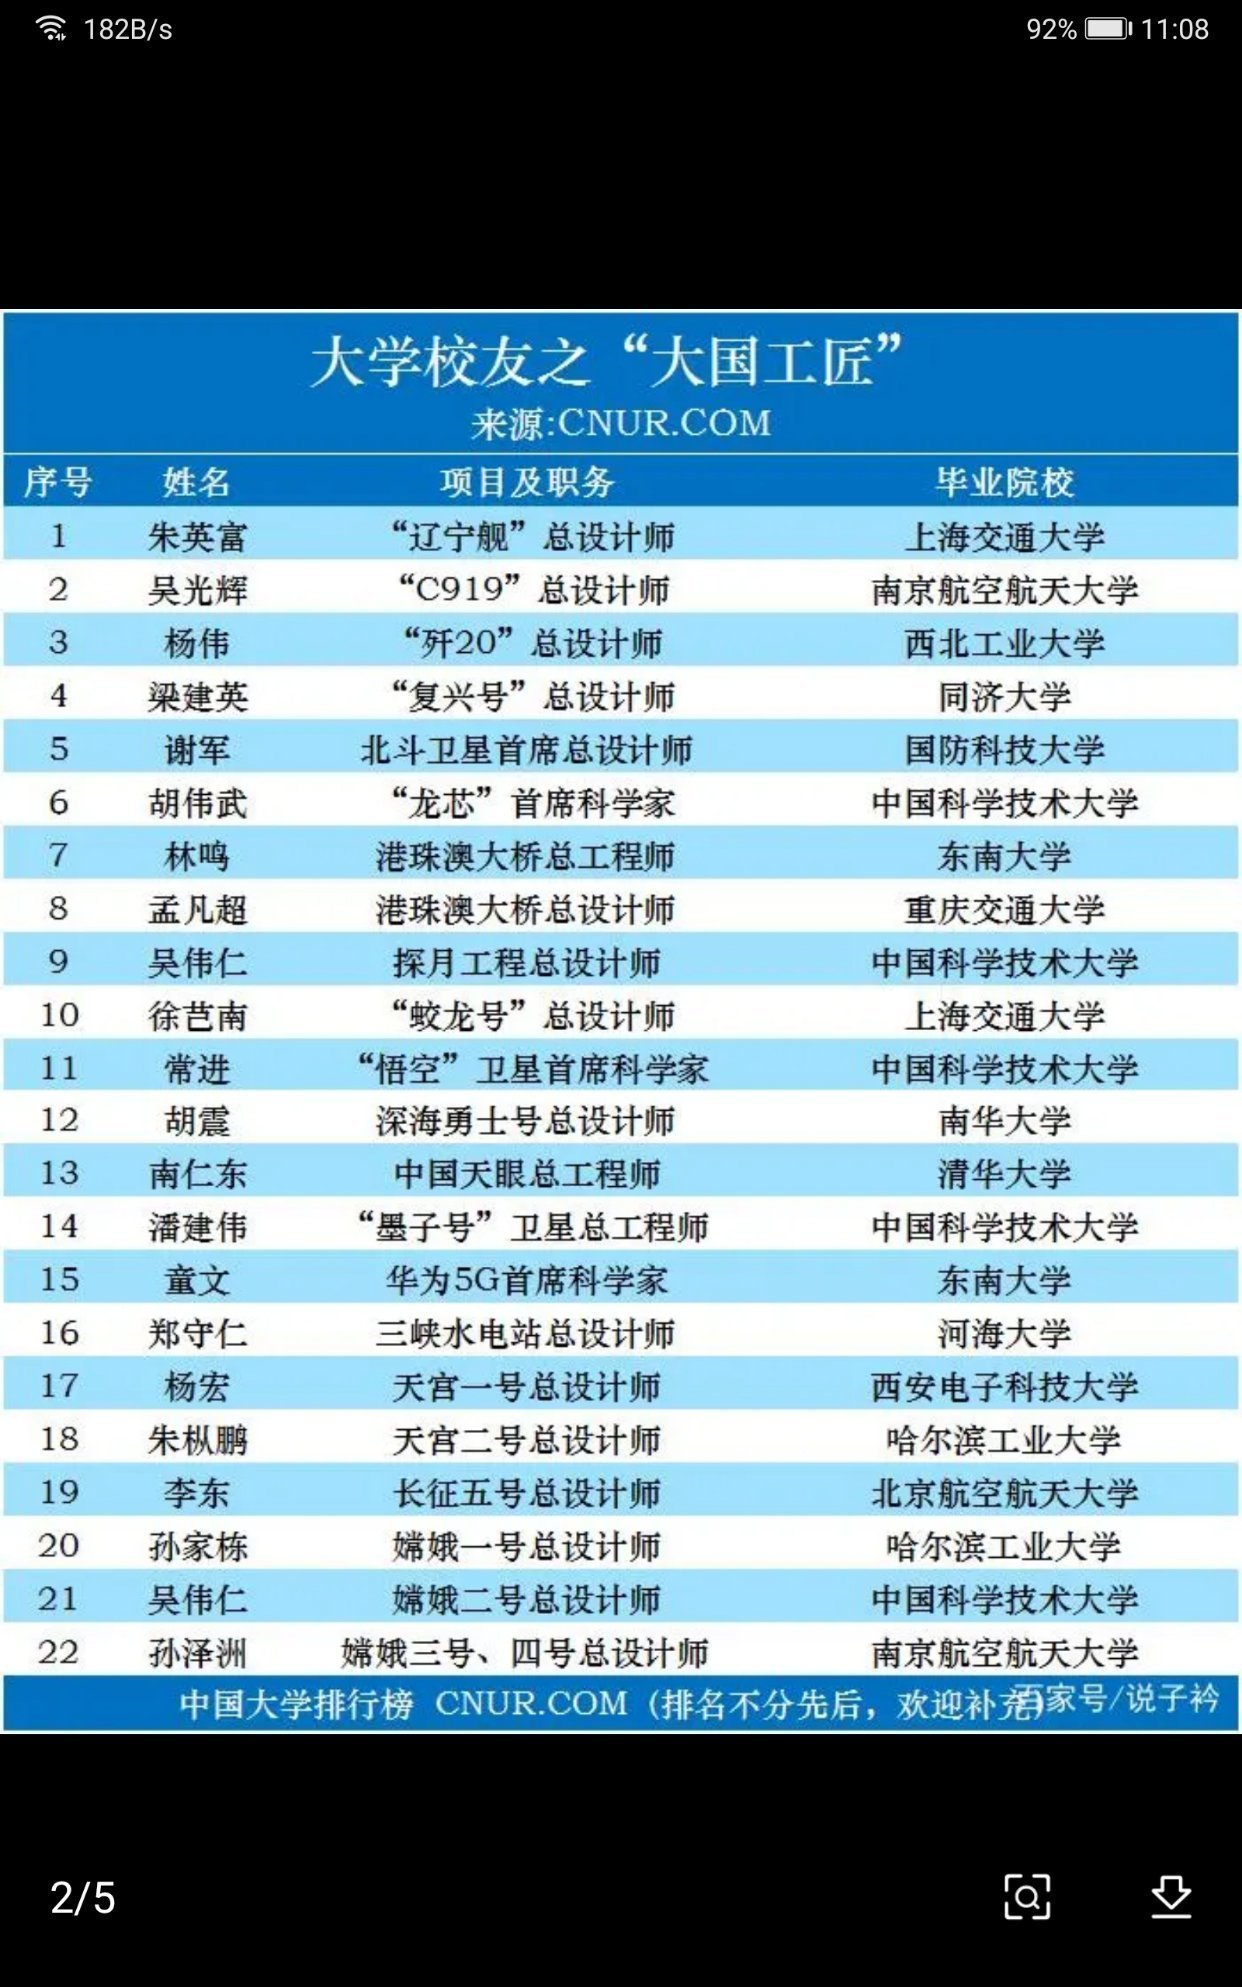 182B/s 92% 11:08
大学校友之“大国工匠”
来源:CNUR.COM
序号 姓名 项目及职务 毕业院校
1 朱英富 “辽宁舰”总设计师 上海交通大学
2 吴光辉 “C919”总设计师 南京航空航天大学
3 杨伟 “歼20”总设计师 西北工业大学
4 梁建英 “复兴号”总设计师 同济大学
5 谢军 北斗卫星首席总设计师 国防科技大学
6 胡伟武 “龙芯”首席科学家 中国科学技术大学
7 林鸣 港珠澳大桥总工程师 东南大学
8 孟凡超 港珠澳大桥总设计师 重庆交通大学
9 吴伟仁 探月工程总设计师 中国科学技术大学
10 徐芑南 “蛟龙号”总设计师 上海交通大学
11 常进 “悟空”卫星首席科学家 中国科学技术大学
12 胡震 深海勇士号总设计师 南华大学
13 南仁东 中国天眼总工程师 清华大学
14 潘建伟 “墨子号”卫星总工程师 中国科学技术大学
15 童文 华为5G首席科学家 东南大学
16 郑守仁 三峡水电站总设计师 河海大学
17 杨宏 天宫一号总设计师 西安电子科技大学
18 朱枞鹏 天宫二号总设计师 哈尔滨工业大学
19 李东 长征五号总设计师 北京航空航天大学
20 孙家栋 嫦娥一号总设计师 哈尔滨工业大学
21 吴伟仁 嫦娥二号总设计师 中国科学技术大学
22 孙泽洲 嫦娥三号、四号总设计师 南京航空航天大学
中国大学排行榜 CNUR.COM (排名不分先后，欢迎补充)
百家号/说子衿
2/5